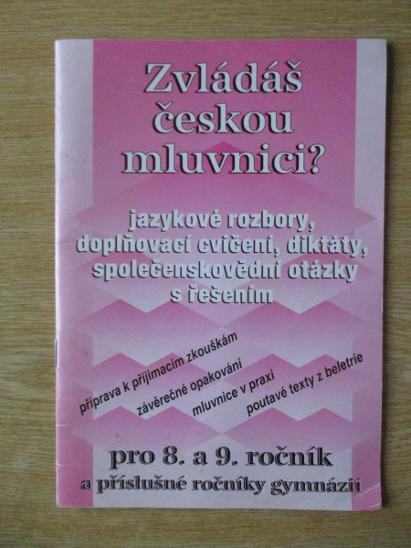 Zvládáš
českou
mluvnici?
jazykové rozbory,
doplňovací cvičení, diktáty,
společenskovědní otázky
s řešením
příprava k přijímacím zkouškám
závěrečné opakování
mluvnice v praxi
poutavé texty z beletrie
pro 8. a 9. ročník
a příslušné ročníky gymnázií